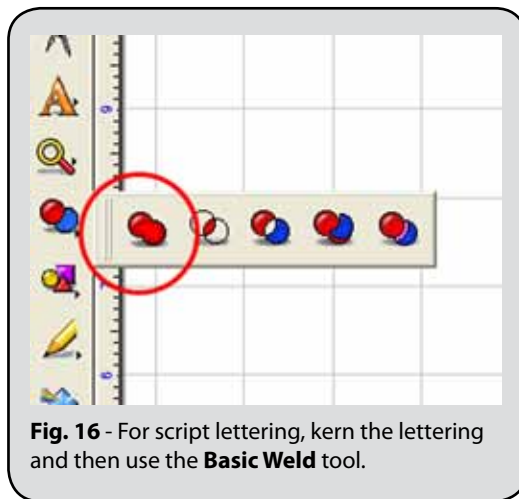 Fig. 16 - For script lettering, kern the lettering
and then use the Basic Weld tool.